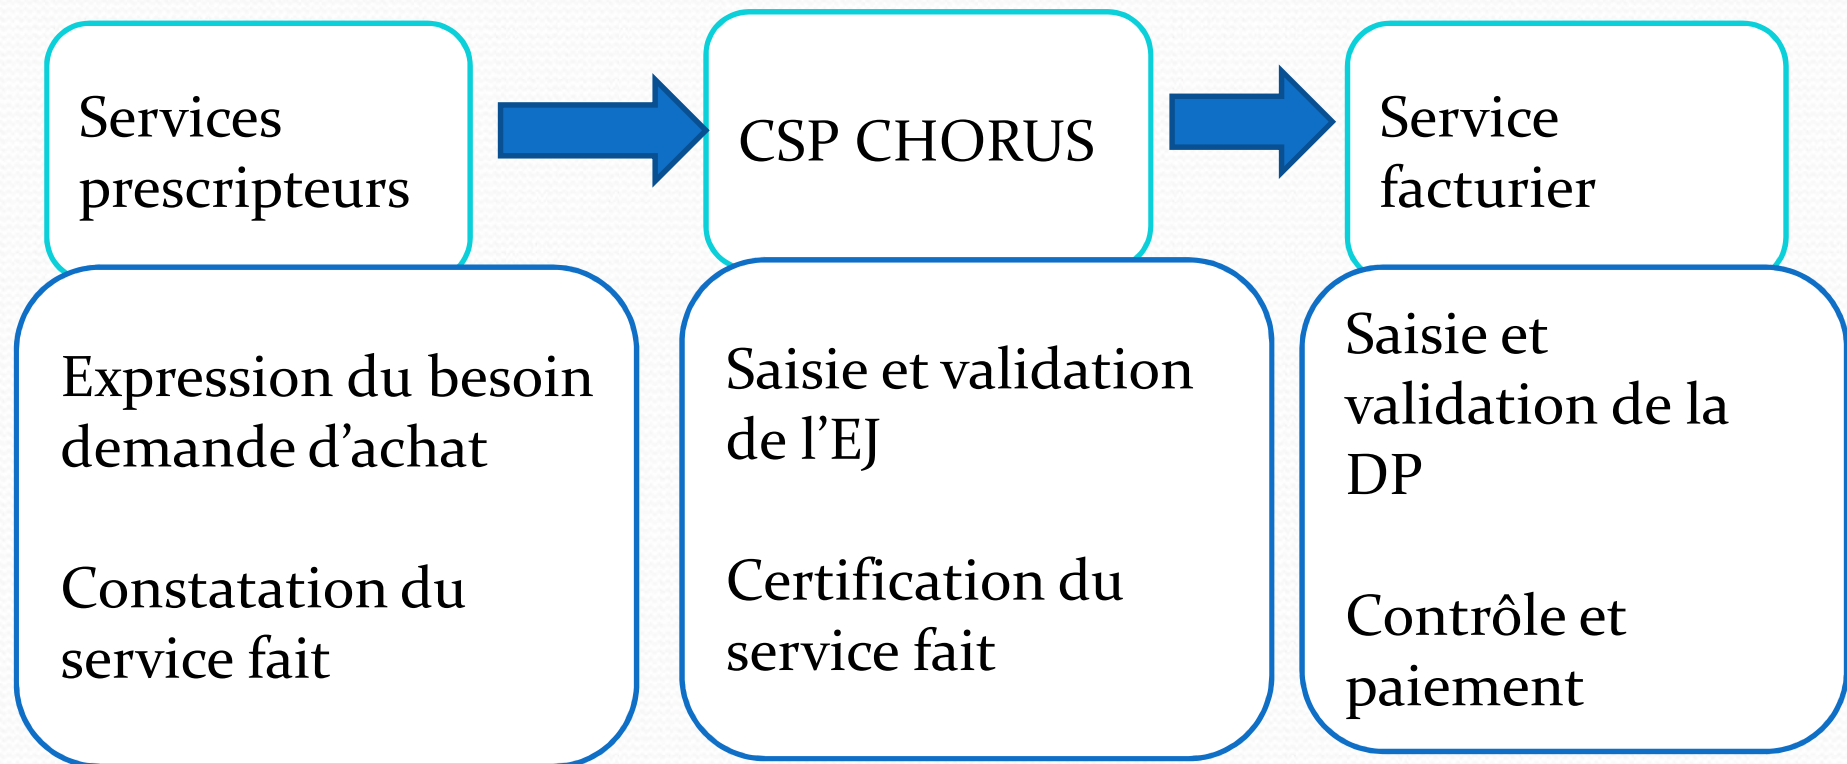 Services
prescripteurs
CSP CHORUS
Service
facturier
Expression du besoin
demande d’achat
Constatation du
service fait
Saisie et validation
de l’EJ
Certification du
service fait
Saisie et
validation de la
DP
Contrôle et
paiement